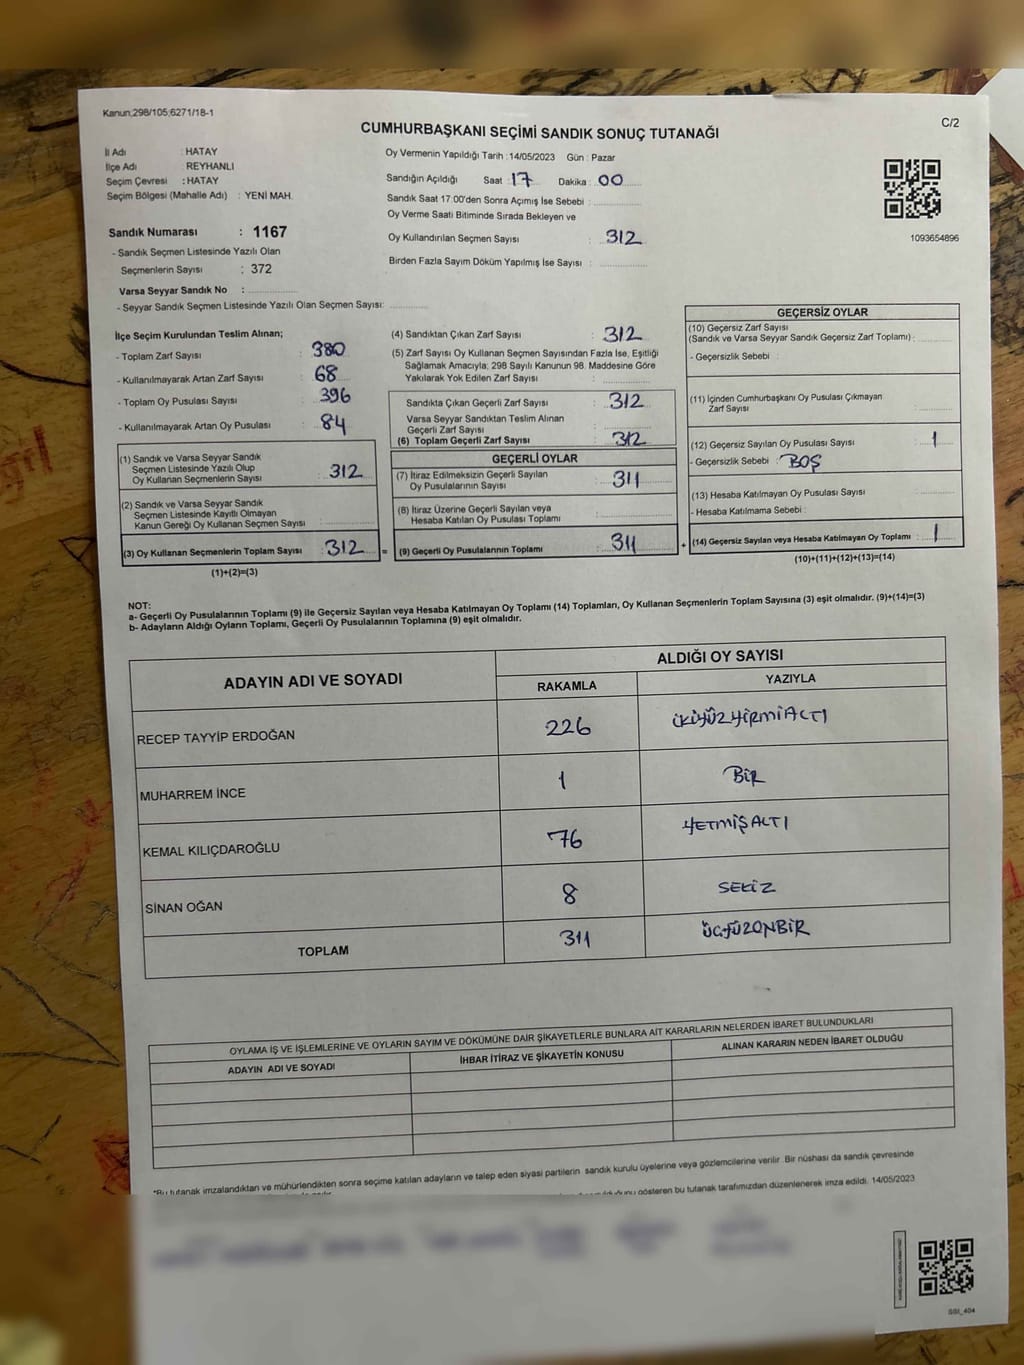 Kanun;298/105;6271/18-1
C/2
CUMHURBAŞKANI SEÇİMİ SANDIK SONUÇ TUTANAĞI
İl Adı : HATAY
İlçe Adı : REYHANLI
Seçim Çevresi : HATAY
Seçim Bölgesi (Mahalle Adı) : YENİ MAH.
Sandık Numarası : 1167
- Sandık Seçmen Listesinde Yazılı Olan
Seçmenlerin Sayısı : 372
Varsa Seyyar Sandık No :
- Seyyar Sandık Seçmen Listesinde Yazılı Olan Seçmen Sayısı:
Oy Vermenin Yapıldığı Tarih :14/05/2023 Gün : Pazar
Sandığın Açıldığı Saat : 17 Dakika : 00
Sandık Saat 17:00'den Sonra Açımış İse Sebebi :
Oy Verme Saati Bitiminde Sırada Bekleyen ve
Oy Kullandırılan Seçmen Sayısı : 312
Birden Fazla Sayım Döküm Yapılmış İse Sayısı :
1093654896
İlçe Seçim Kurulundan Teslim Alınan;
- Toplam Zarf Sayısı : 380
- Kullanılmayarak Artan Zarf Sayısı : 68
- Toplam Oy Pusulası Sayısı : 396
- Kullanılmayarak Artan Oy Pusulası : 84
(1) Sandık ve Varsa Seyyar Sandık
Seçmen Listesinde Yazılı Olup
Oy Kullanan Seçmenlerin Sayısı : 312
(2) Sandık ve Varsa Seyyar Sandık
Seçmen Listesinde Kayıtlı Olmayan
Kanun Gereği Oy Kullanan Seçmen Sayısı :
(3) Oy Kullanan Seçmenlerin Toplam Sayısı : 312
(1)+(2)=(3)
=
(4) Sandıktan Çıkan Zarf Sayısı : 312
(5) Zarf Sayısı Oy Kullanan Seçmen Sayısından Fazla İse, Eşitliği
Sağlamak Amacıyla; 298 Sayılı Kanunun 98. Maddesine Göre
Yakılarak Yok Edilen Zarf Sayısı :
Sandıkta Çıkan Geçerli Zarf Sayısı : 312
Varsa Seyyar Sandıktan Teslim Alınan
Geçerli Zarf Sayısı :
(6) Toplam Geçerli Zarf Sayısı : 312
GEÇERLİ OYLAR
(7) İtiraz Edilmeksizin Geçerli Sayılan
Oy Pusulalarının Sayısı : 311
(8) İtiraz Üzerine Geçerli Sayılan veya
Hesaba Katılan Oy Pusulası Toplamı :
(9) Geçerli Oy Pusulalarının Toplamı : 311
+
GEÇERSİZ OYLAR
(10) Geçersiz Zarf Sayısı
(Sandık ve Varsa Seyyar Sandık Geçersiz Zarf Toplamı) :
- Geçersizlik Sebebi :
(11) İçinden Cumhurbaşkanı Oy Pusulası Çıkmayan
Zarf Sayısı :
(12) Geçersiz Sayılan Oy Pusulası Sayısı : 1
- Geçersizlik Sebebi : BOŞ
(13) Hesaba Katılmayan Oy Pusulası Sayısı :
- Hesaba Katılmama Sebebi :
(14) Geçersiz Sayılan veya Hesaba Katılmayan Oy Toplamı : 1
(10)+(11)+(12)+(13)=(14)
NOT:
a- Geçerli Oy Pusulalarının Toplamı (9) ile Geçersiz Sayılan veya Hesaba Katılmayan Oy Toplamı (14) Toplamları, Oy Kullanan Seçmenlerin Toplam Sayısına (3) eşit olmalıdır. (9)+(14)=(3)
b- Adayların Aldığı Oyların Toplamı, Geçerli Oy Pusulalarının Toplamına (9) eşit olmalıdır.
ADAYIN ADI VE SOYADI
ALDIĞI OY SAYISI
RAKAMLA YAZIYLA
RECEP TAYYİP ERDOĞAN 226 İKİYÜZYİRMİALTI
MUHARREM İNCE 1 BİR
KEMAL KILIÇDAROĞLU 76 YETMİŞALTI
SİNAN OĞAN 8 SEKİZ
TOPLAM 311 ÜÇYÜZONBİR
OYLAMA İŞ VE İŞLEMLERİNE VE OYLARIN SAYIM VE DÖKÜMÜNE DAİR ŞİKAYETLERLE BUNLARA AİT KARARLARIN NELERDEN İBARET BULUNDUKLARI
ADAYIN ADI VE SOYADI İHBAR İTİRAZ VE ŞİKAYETİN KONUSU ALINAN KARARIN NEDEN İBARET OLDUĞU
*Bu tutanak imzalandıktan ve mühürlendikten sonra seçime katılan adayların ve talep eden siyasi partilerin sandık kurulu üyelerine veya gözlemcilerine verilir. Bir nüshası da sandık çevresinde
gösteren bu tutanak tarafımızdan düzenlenerek imza edildi. 14/05/2023
SSI_404